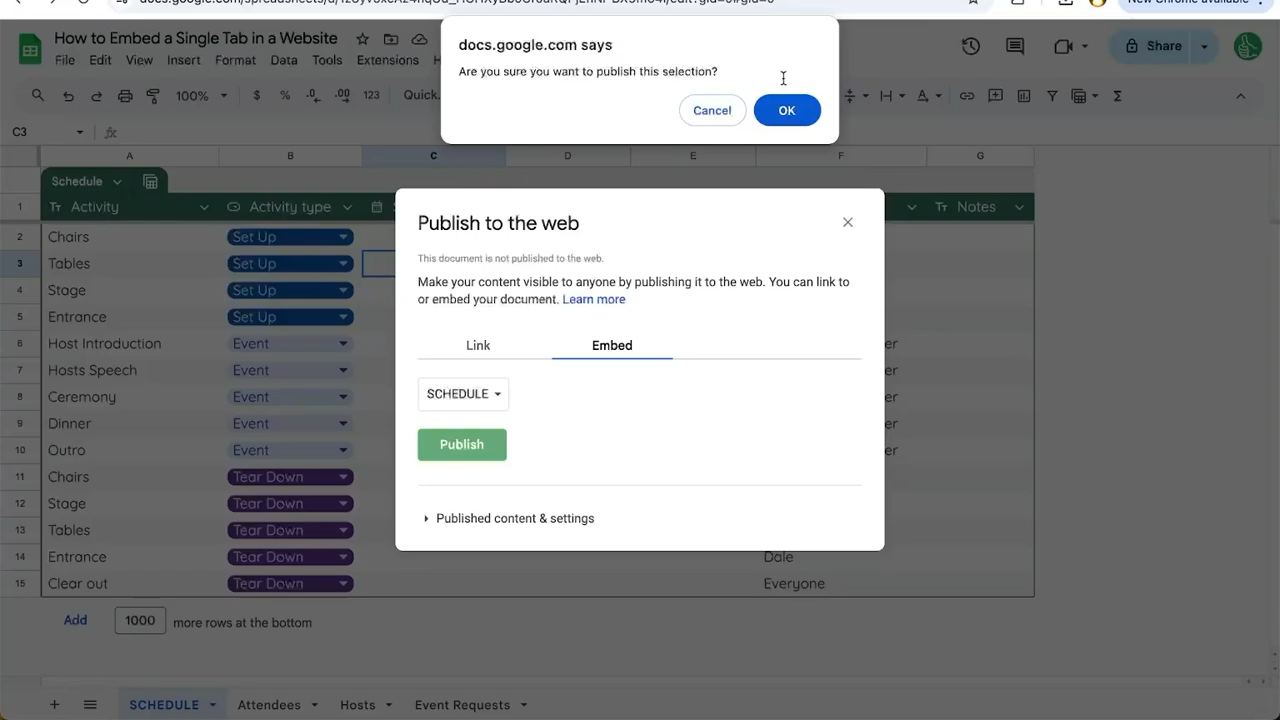 docs.google.com says
Are you sure you want to publish this selection?
Cancel
OK
New Chrome available
How to Embed a Single Tab in a Website
File Edit View Insert Format Data Tools Extensions
Share
100% $ % .0 .00 123 Quick
C3
fx
A B C D E F G
Schedule
1 Activity Activity type Notes
2 Chairs Set Up
3 Tables Set Up
4 Stage Set Up
5 Entrance Set Up
6 Host Introduction Event
7 Hosts Speech Event
8 Ceremony Event
9 Dinner Event
10 Outro Event
11 Chairs Tear Down
12 Stage Tear Down
13 Tables Tear Down
14 Entrance Tear Down Dale
15 Clear out Tear Down Everyone
Publish to the web
This document is not published to the web.
Make your content visible to anyone by publishing it to the web. You can link to
or embed your document. Learn more
Link Embed
SCHEDULE
Publish
Published content & settings
Add 1000 more rows at the bottom
SCHEDULE Attendees Hosts Event Requests